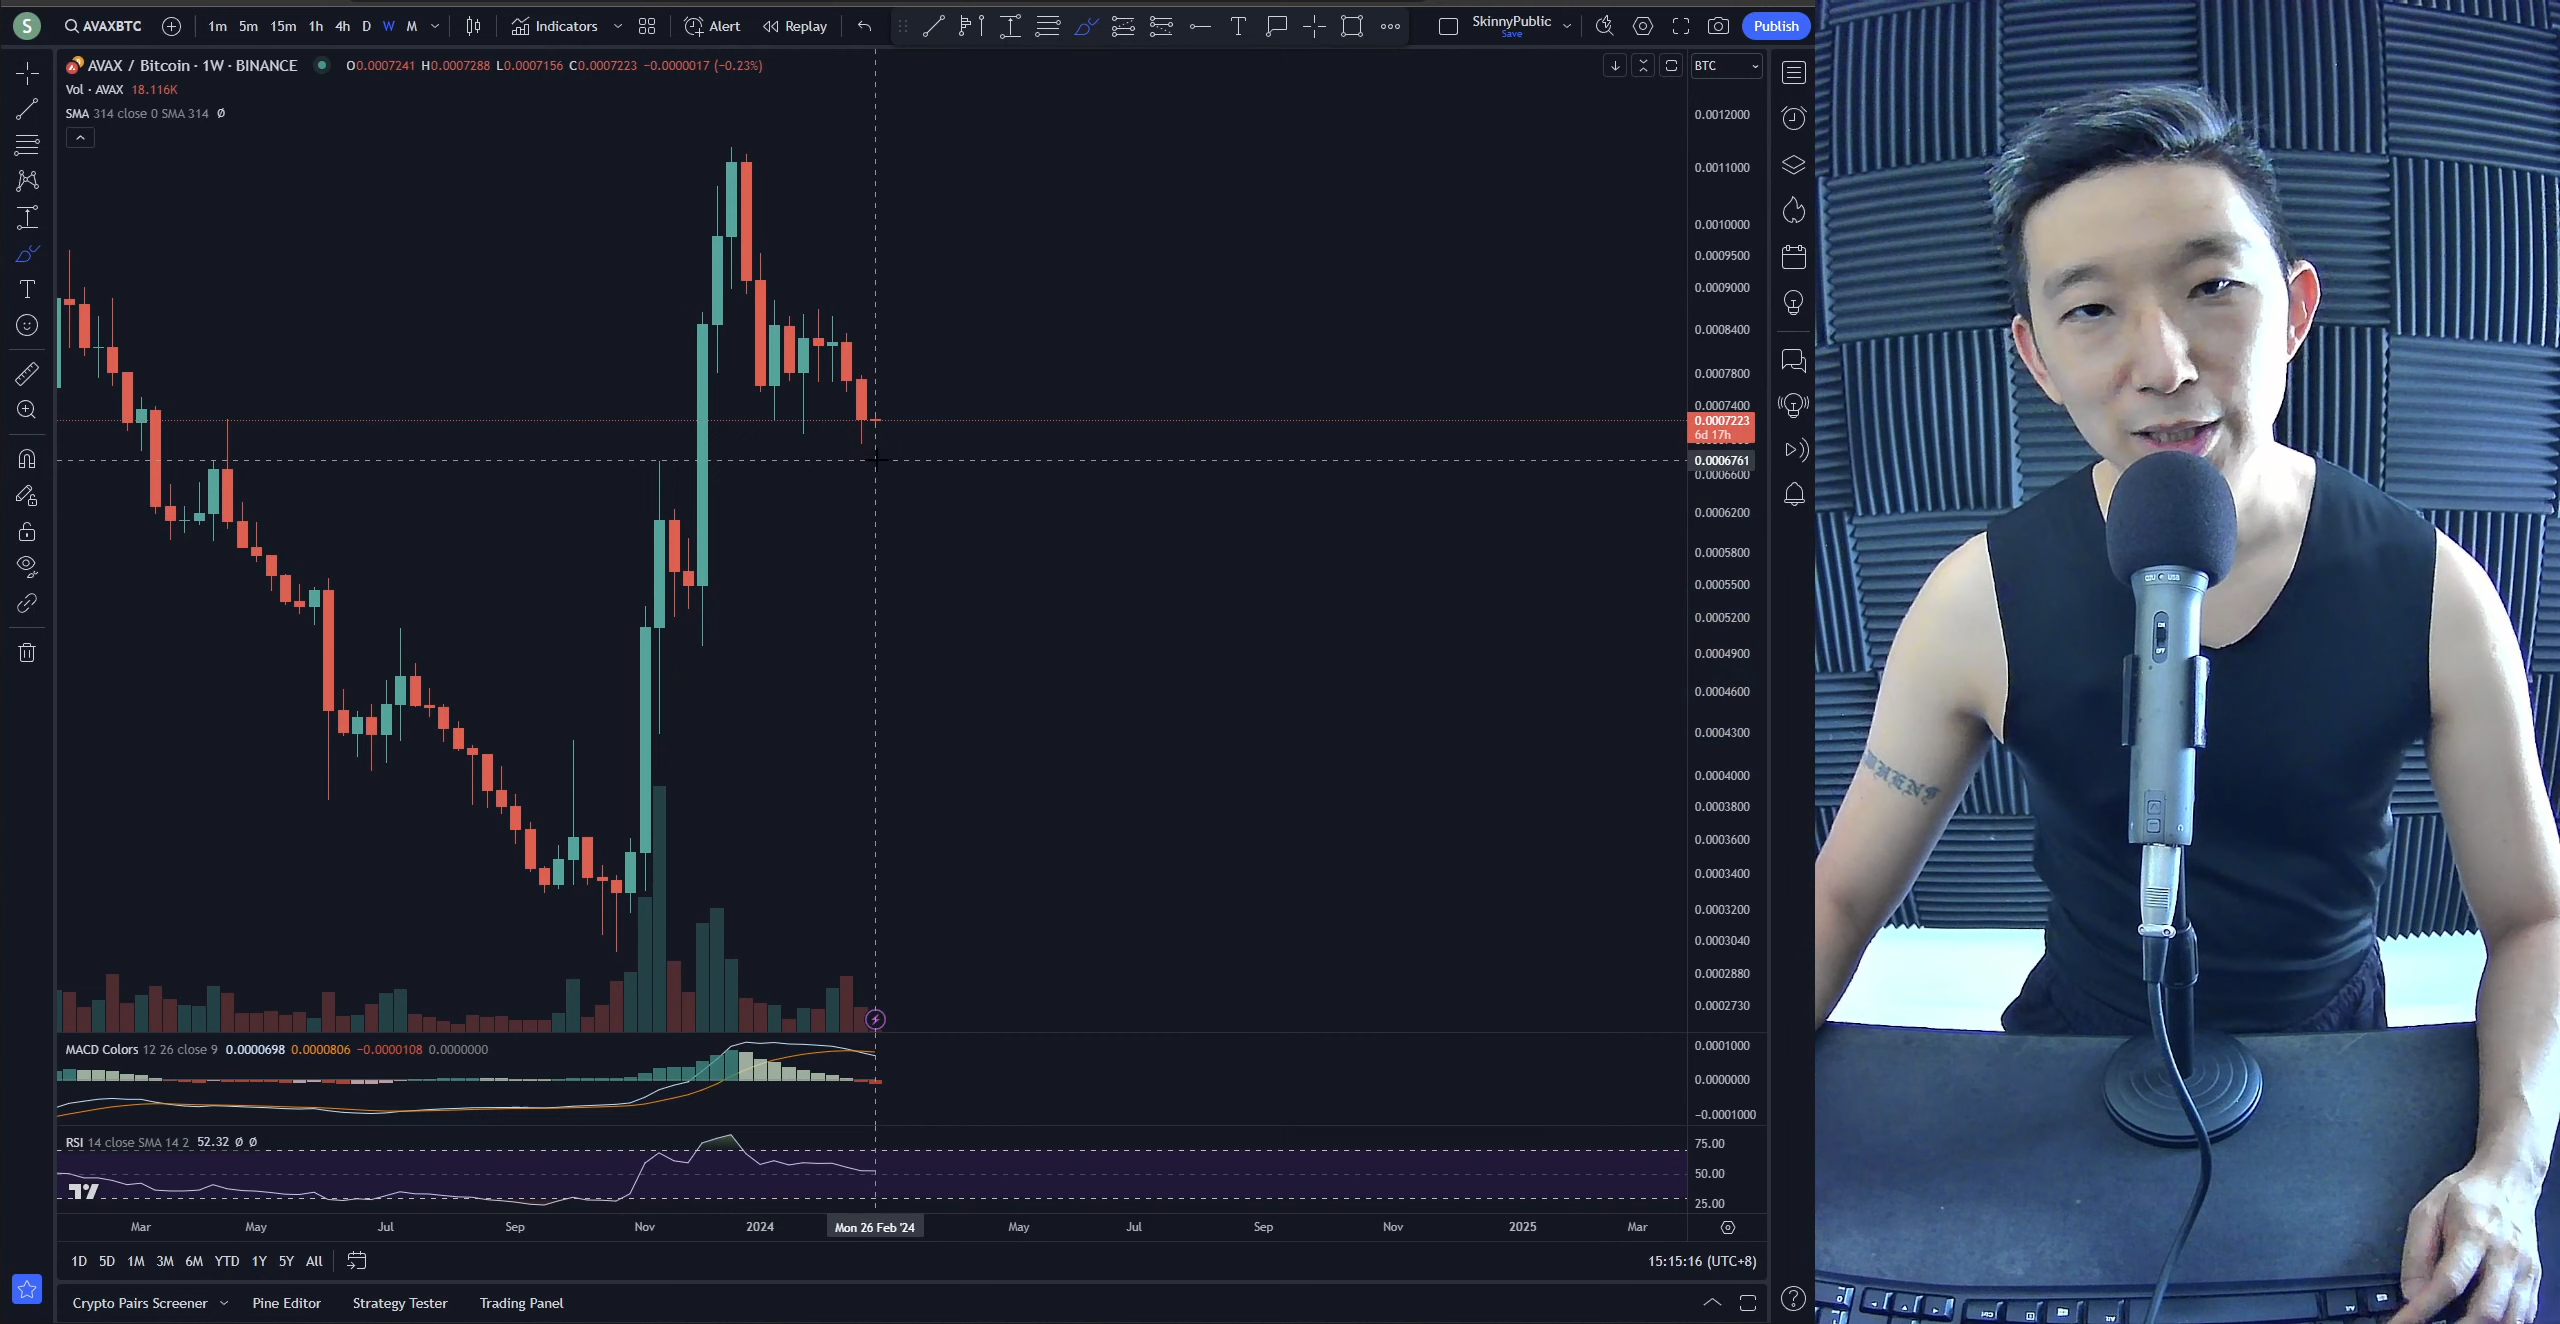 S
AVAXBTC
1m 5m 15m 1h 4h D W M
Indicators
Alert
Replay
SkinnyPublic
Save
Publish
AVAX / Bitcoin · 1W · BINANCE
O0.0007241 H0.0007288 L0.0007156 C0.0007223 −0.0000017 (−0.23%)
BTC
Vol · AVAX 18.116K
SMA 314 close 0 SMA 314 Ø
0.0012000
0.0011000
0.0010000
0.0009500
0.0009000
0.0008400
0.0007800
0.0007400
0.0007223
6d 17h
0.0006761
0.0006600
0.0006200
0.0005800
0.0005500
0.0005200
0.0004900
0.0004600
0.0004300
0.0004000
0.0003800
0.0003600
0.0003400
0.0003200
0.0003040
0.0002880
0.0002730
MACD Colors 12 26 close 9 0.0000698 0.0000806 −0.0000108 0.0000000
0.0001000
0.0000000
−0.0001000
RSI 14 close SMA 14 2 52.32 Ø Ø
75.00
50.00
25.00
Mar May Jul Sep Nov 2024 Mon 26 Feb '24 May Jul Sep Nov 2025 Mar
1D 5D 1M 3M 6M YTD 1Y 5Y All
15:15:16 (UTC+8)
Crypto Pairs Screener Pine Editor Strategy Tester Trading Panel
ON
OFF